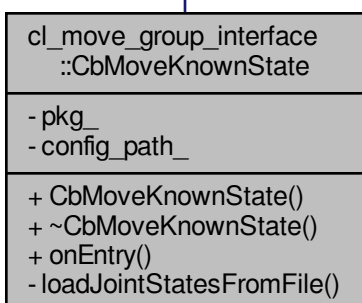 cl_move_group_interface
::CbMoveKnownState
- pkg_
- config_path_
+ CbMoveKnownState()
+ ~CbMoveKnownState()
+ onEntry()
- loadJointStatesFromFile()